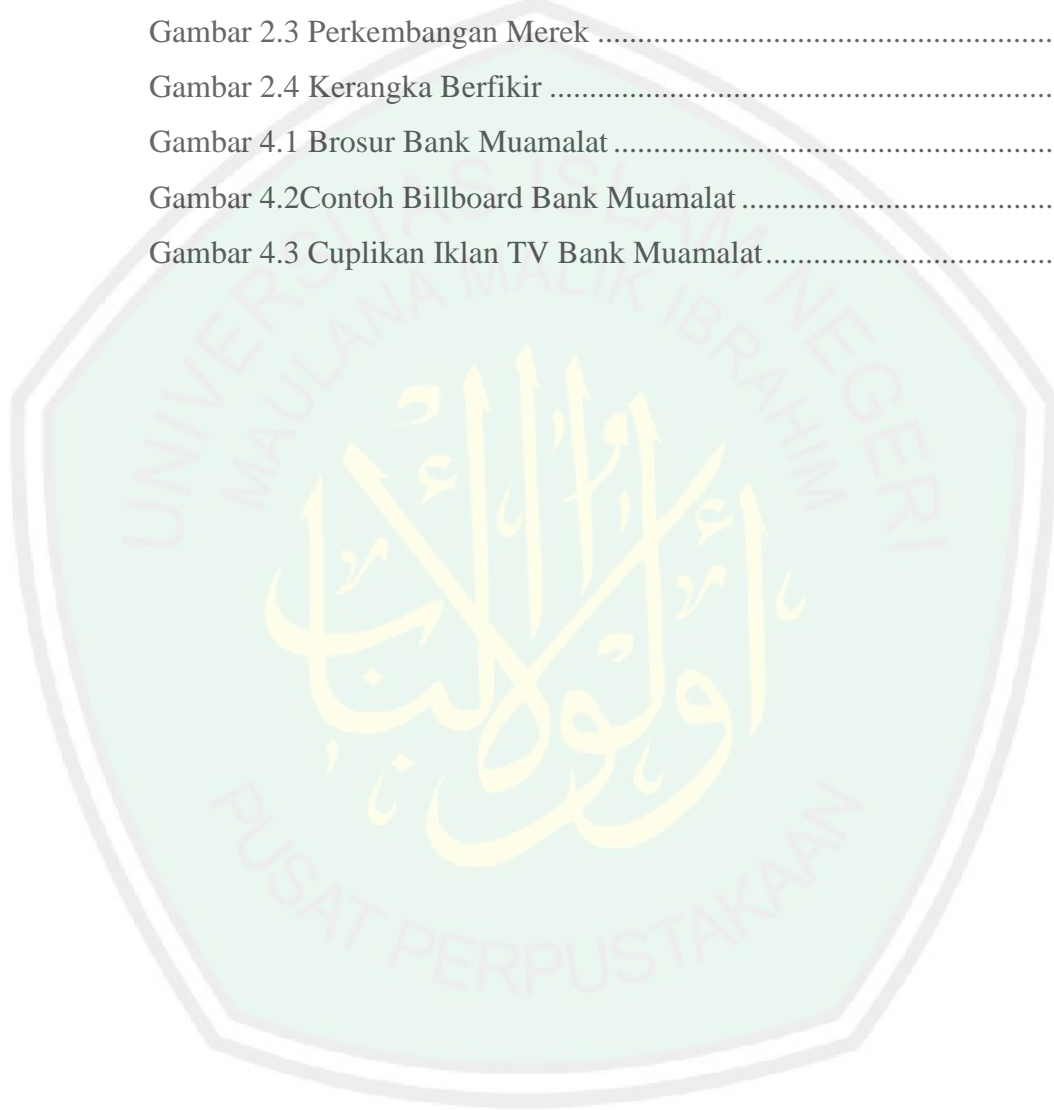 Gambar 2.3 Perkembangan Merek ......................................................
Gambar 2.4 Kerangka Berfikir ............................................................
Gambar 4.1 Brosur Bank Muamalat ....................................................
Gambar 4.2Contoh Billboard Bank Muamalat .....................................
Gambar 4.3 Cuplikan Iklan TV Bank Muamalat..................................
UNIVERSITAS ISLAM NEGERI
MAULANA MALIK IBRAHIM
أولوا الألباب
PUSAT PERPUSTAKAAN